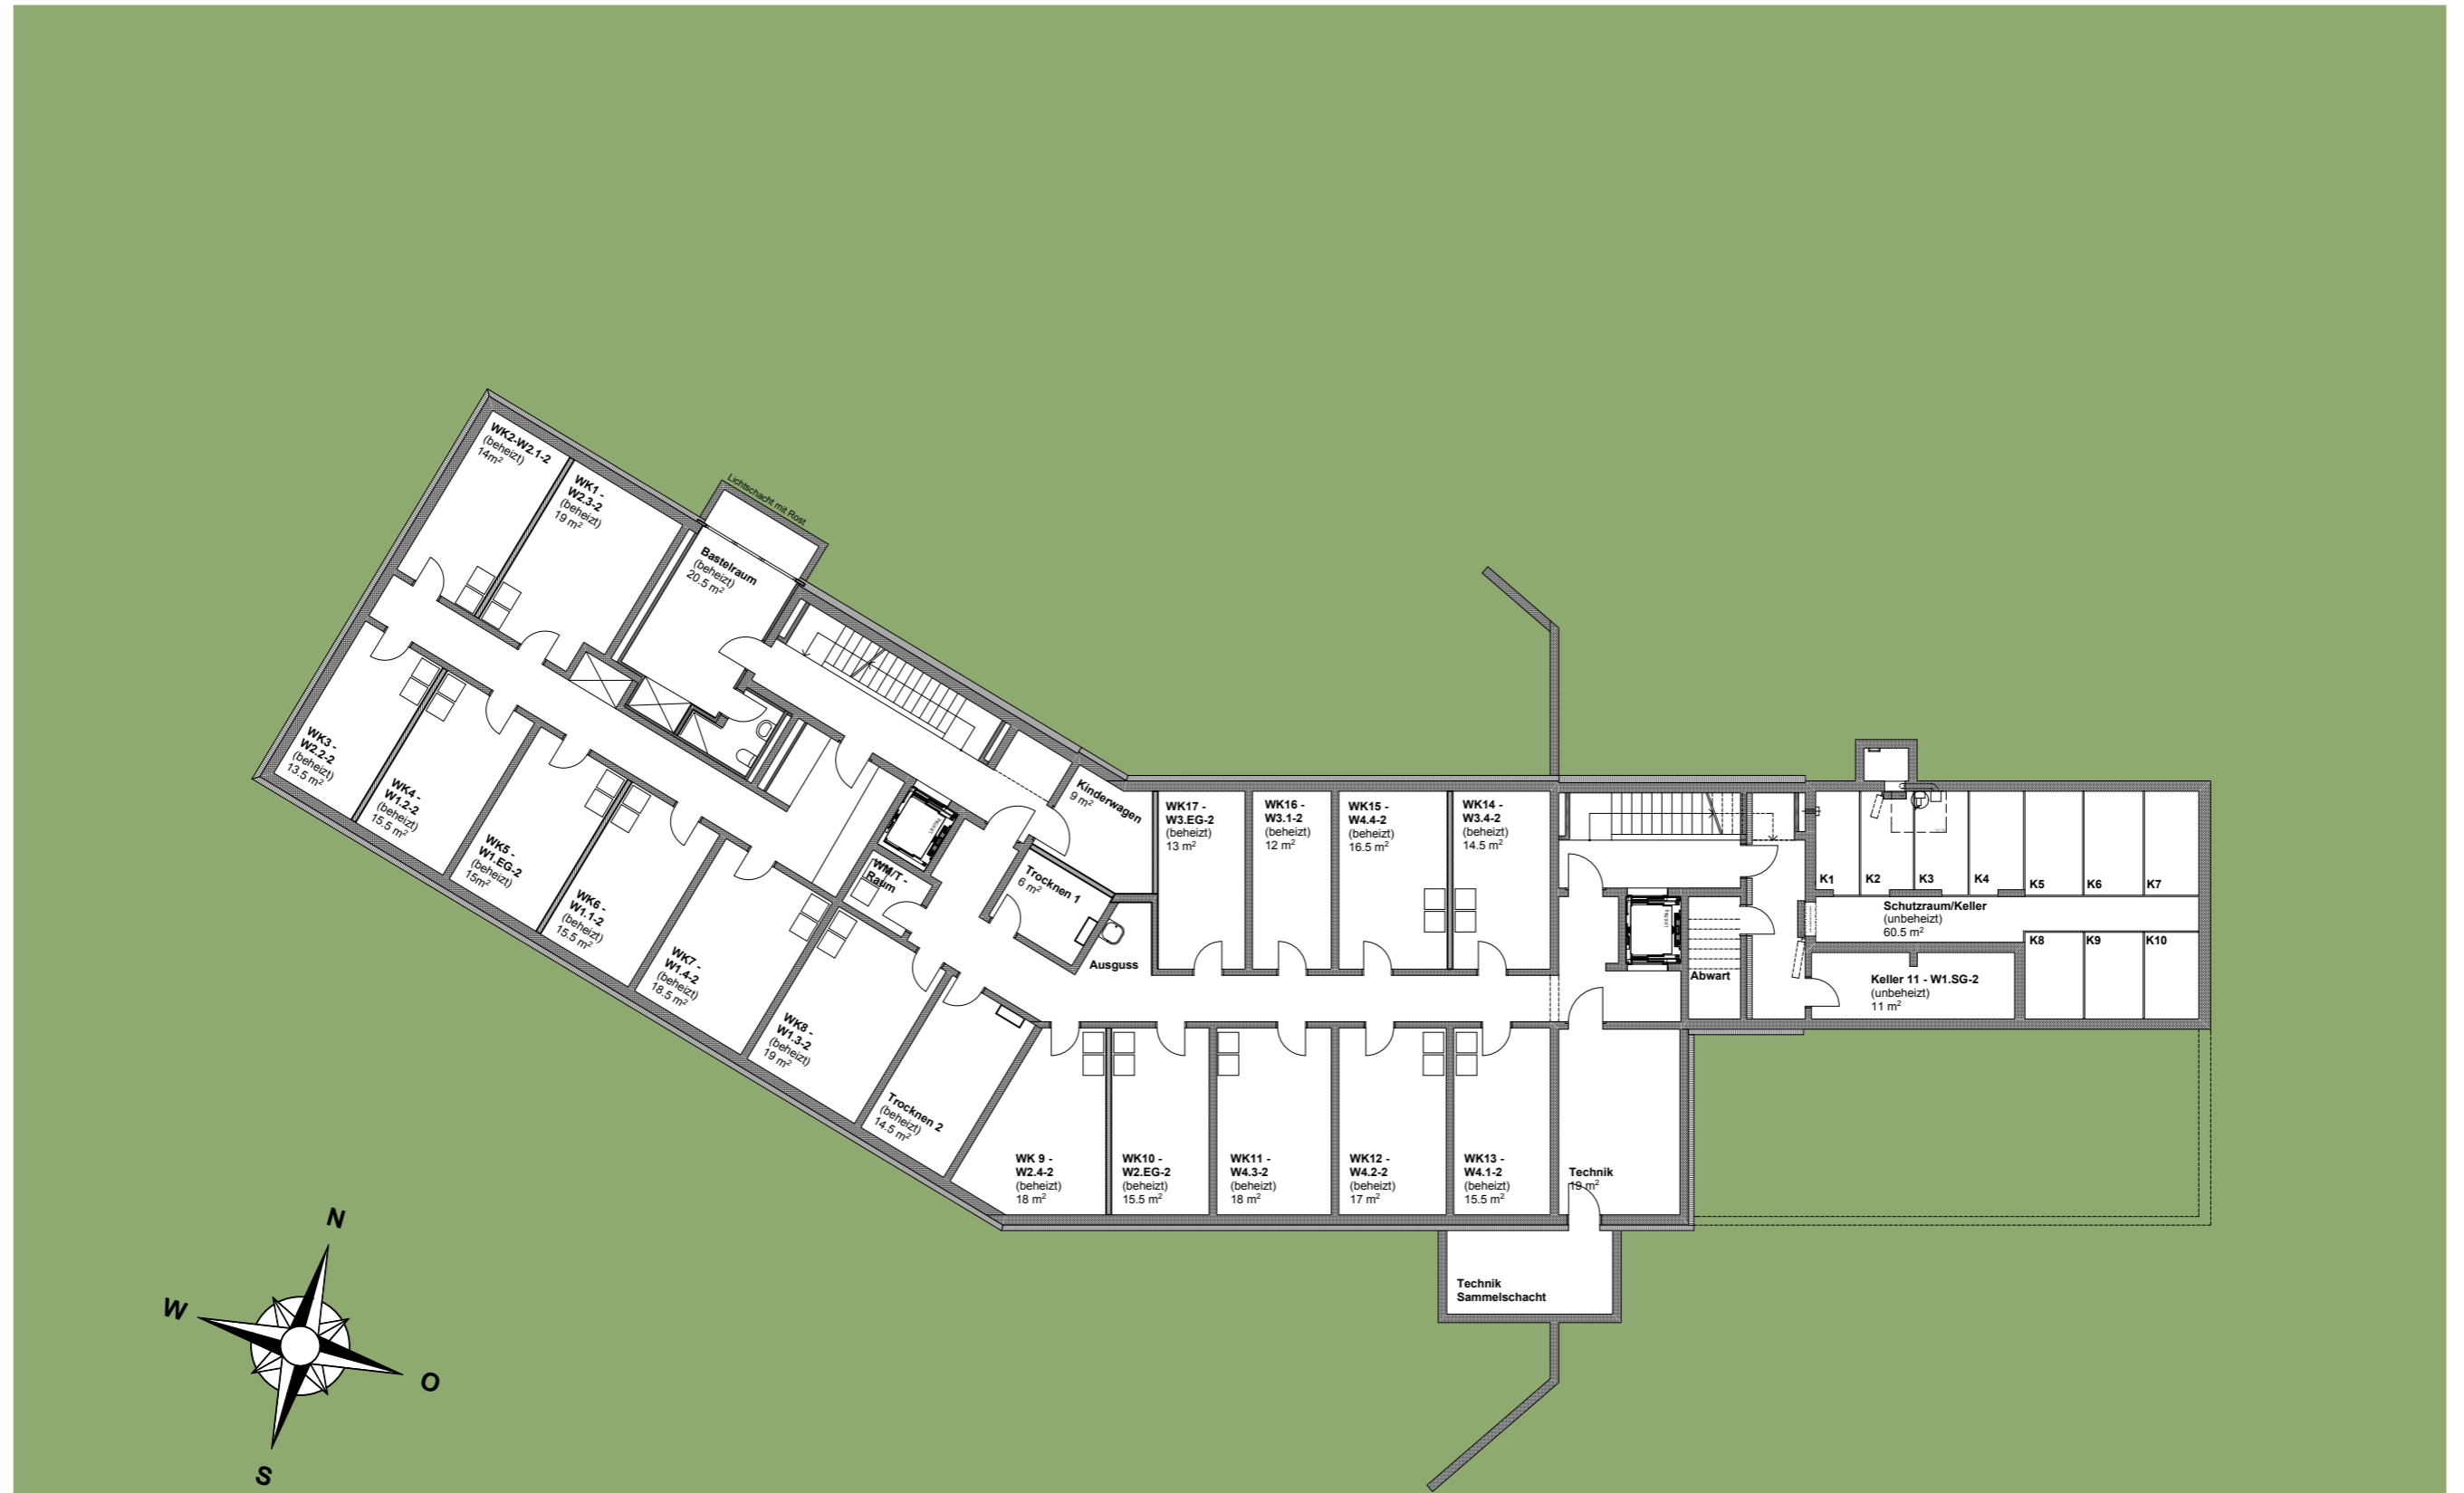 WK2-W2.1-2
(beheizt)
14m²
WK1 -
W2.3-2
(beheizt)
19 m²
Lichtschacht mit Rost
Bastelraum
(beheizt)
20.5 m²
WK3 -
W2.2-2
(beheizt)
13.5 m²
WK4 -
W1.2-2
(beheizt)
15.5 m²
WK5 -
W1.EG-2
(beheizt)
15m²
WK6 -
W1.1-2
(beheizt)
15.5 m²
WK7 -
W1.4-2
(beheizt)
18.5 m²
WK8 -
W1.3-2
(beheizt)
19 m²
WM/T -
Raum
Kinderwagen
9 m²
Trocknen 1
6 m²
Ausguss
Trocknen 2
(beheizt)
14.5 m²
WK17 -
W3.EG-2
(beheizt)
13 m²
WK16 -
W3.1-2
(beheizt)
12 m²
WK15 -
W4.4-2
(beheizt)
16.5 m²
WK14 -
W3.4-2
(beheizt)
14.5 m²
WK 9 -
W2.4-2
(beheizt)
18 m²
WK10 -
W2.EG-2
(beheizt)
15.5 m²
WK11 -
W4.3-2
(beheizt)
18 m²
WK12 -
W4.2-2
(beheizt)
17 m²
WK13 -
W4.1-2
(beheizt)
15.5 m²
Technik
19 m²
Technik
Sammelschacht
Abwart
K1
K2
K3
K4
K5
K6
K7
Schutzraum/Keller
(unbeheizt)
60.5 m²
K8
K9
K10
Keller 11 - W1.SG-2
(unbeheizt)
11 m²
N
W
O
S